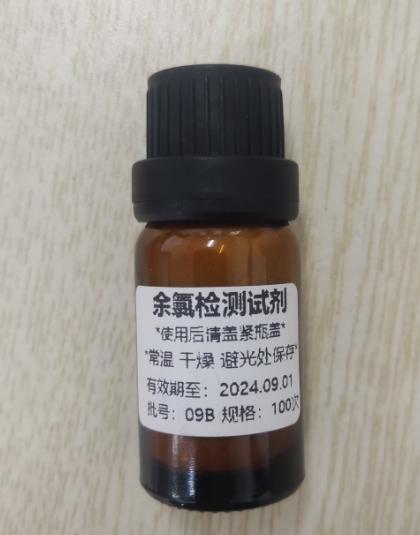 余氯检测试剂
*使用后请盖紧瓶盖*
*常温 干燥 避光处保存*
有效期至：2024.09.01
批号：09B 规格：100次